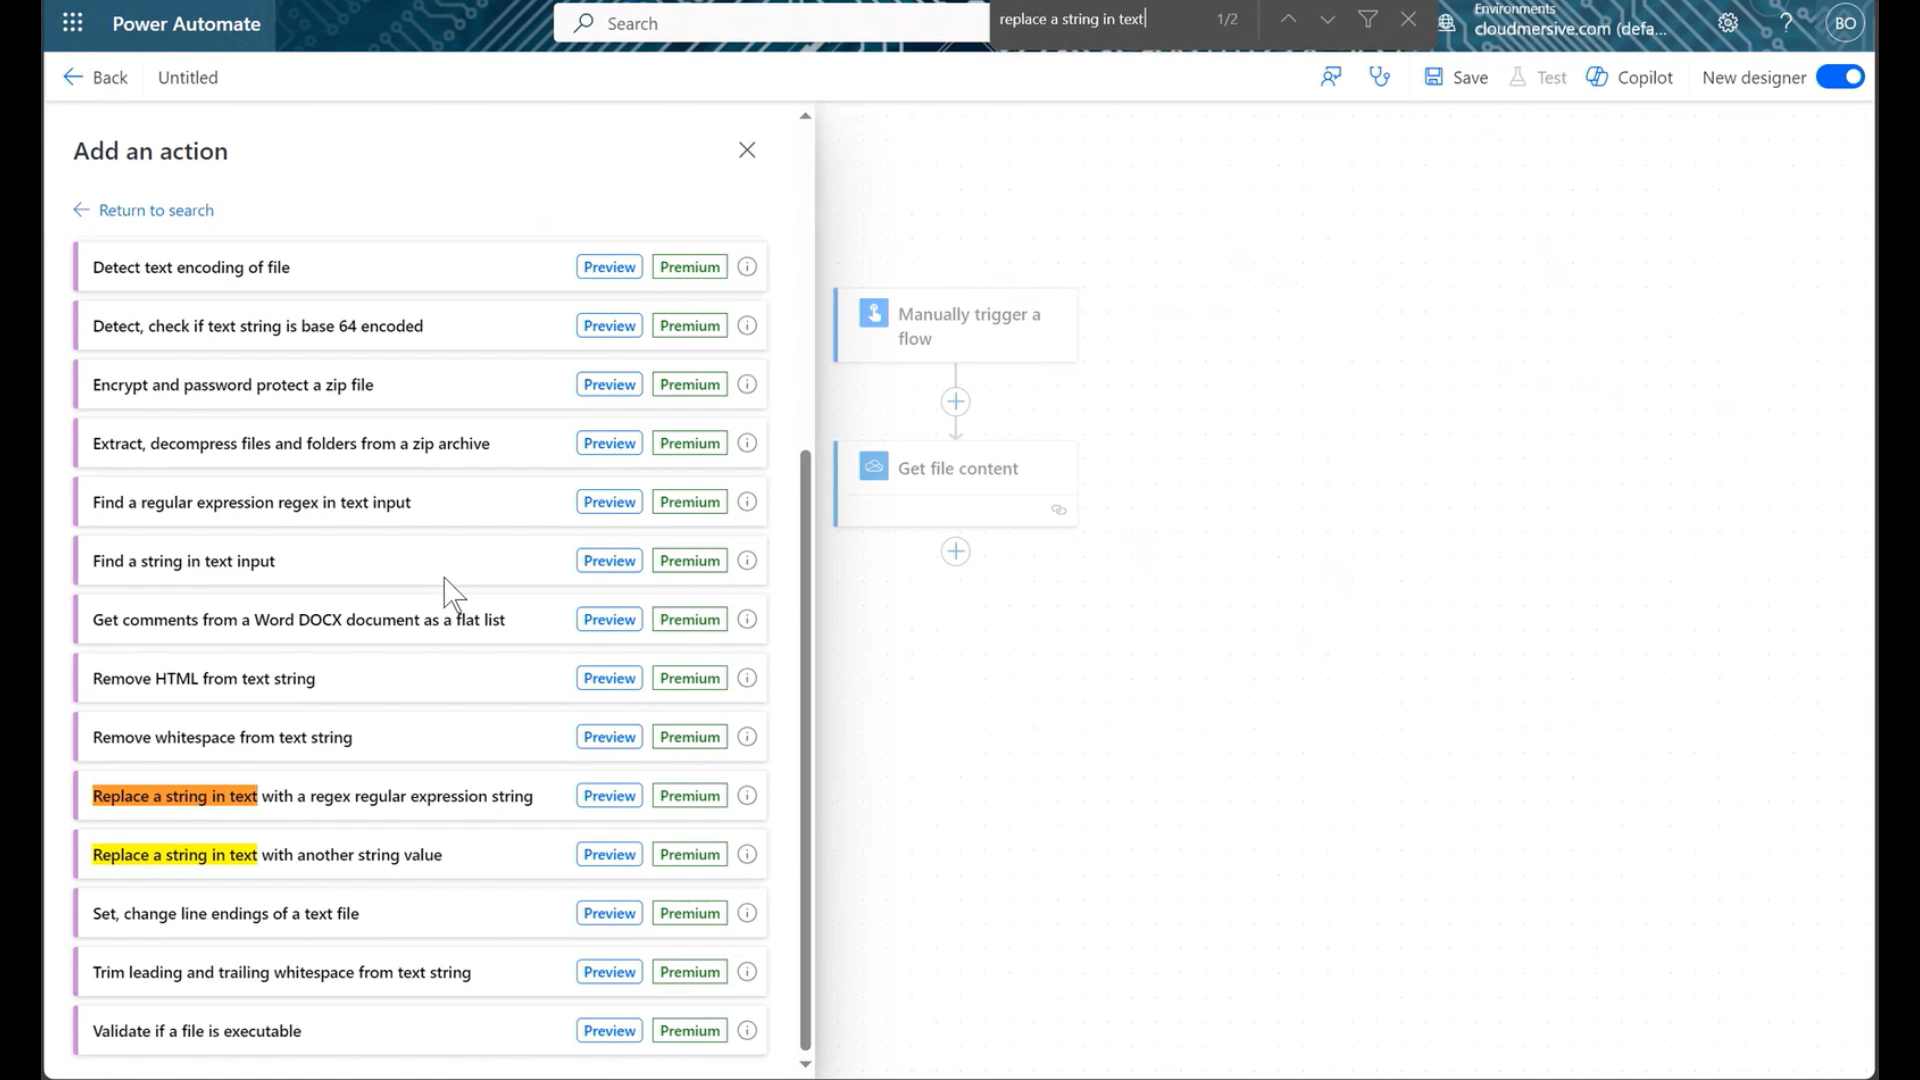 Power Automate
Search
replace a string in text
1/2
Environments
cloudmersive.com (defa...
BO
Back
Untitled
Save
Test
Copilot
New designer
Add an action
Return to search
Detect text encoding of file Preview Premium
Detect, check if text string is base 64 encoded Preview Premium
Encrypt and password protect a zip file Preview Premium
Extract, decompress files and folders from a zip archive Preview Premium
Find a regular expression regex in text input Preview Premium
Find a string in text input Preview Premium
Get comments from a Word DOCX document as a flat list Preview Premium
Remove HTML from text string Preview Premium
Remove whitespace from text string Preview Premium
Replace a string in text with a regex regular expression string Preview Premium
Replace a string in text with another string value Preview Premium
Set, change line endings of a text file Preview Premium
Trim leading and trailing whitespace from text string Preview Premium
Validate if a file is executable Preview Premium
Manually trigger a
flow
Get file content